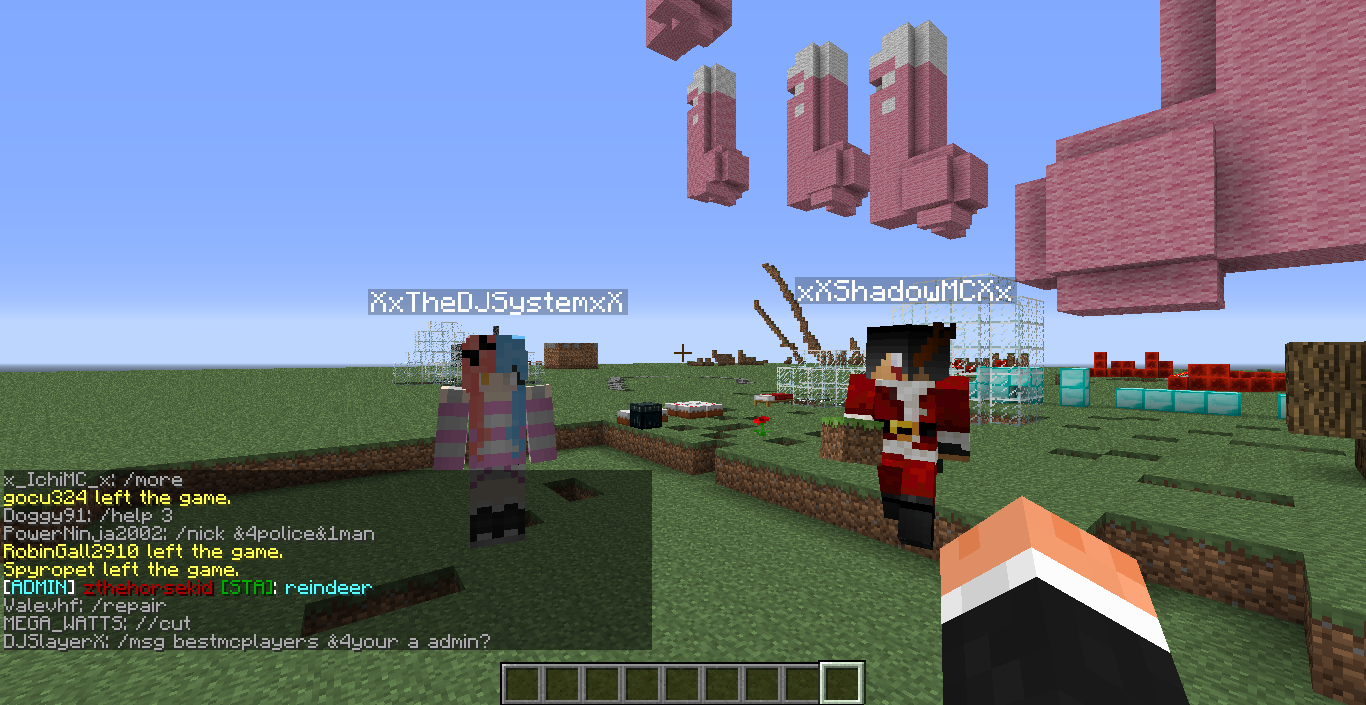 XxTheDJSystemxX
xXShadowMCXx
x_IchiMC_x: /more
gocu324 left the game.
Doggy91: /help 3
PowerNinja2002: /nick &4police&1man
RobinGall2910 left the game.
Spyropet left the game.
[ADMIN] zthehorsekid [STA]: reindeer
Valevhf: /repair
MEGA_WATTS: //cut
DJSlayerX: /msg bestmcplayers &4your a admin?